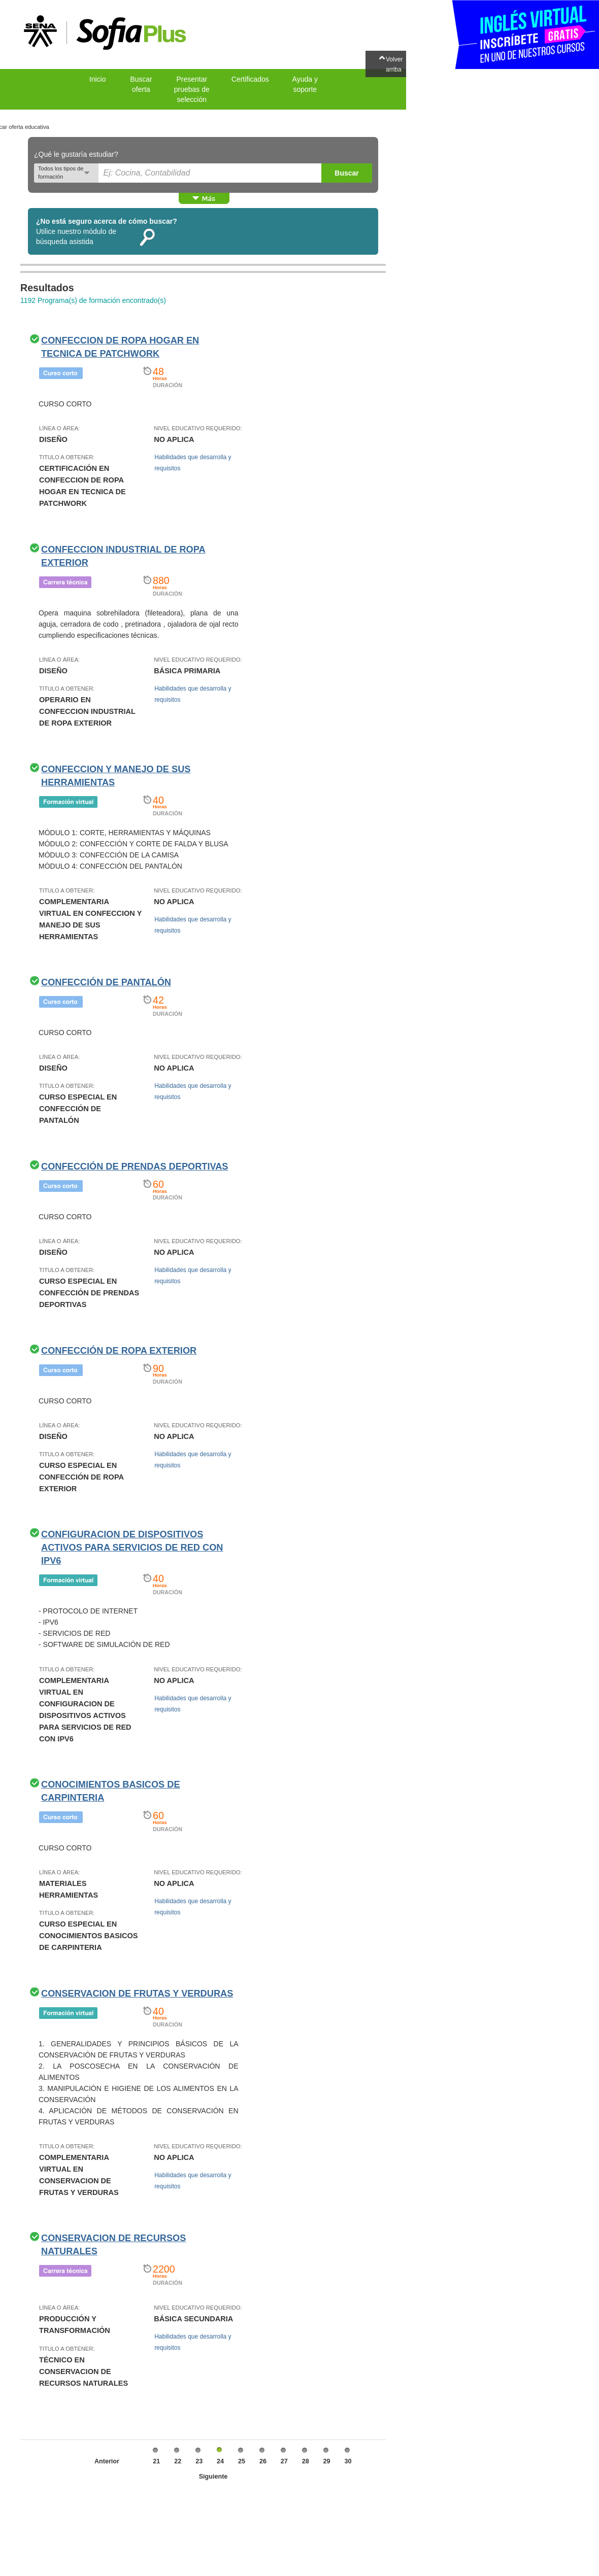 SENA
SofiaPlus
INGLÉS VIRTUAL
INSCRÍBETE GRATIS
EN UNO DE NUESTROS CURSOS
Volver
arriba
Inicio
Buscar
oferta
Presentar
pruebas de
selección
Certificados
Ayuda y
soporte
car oferta educativa
¿Qué le gustaría estudiar?
Todos los tipos de
formación
Ej: Cocina, Contabilidad
Buscar
Más
¿No está seguro acerca de cómo buscar?
Utilice nuestro módulo de
búsqueda asistida
Resultados
1192 Programa(s) de formación encontrado(s)
CONFECCION DE ROPA HOGAR EN
TECNICA DE PATCHWORK
Curso corto
48
Horas
DURACIÓN
CURSO CORTO
LÍNEA O ÁREA:
DISEÑO
NIVEL EDUCATIVO REQUERIDO:
NO APLICA
TITULO A OBTENER:
CERTIFICACIÓN EN
CONFECCION DE ROPA
HOGAR EN TECNICA DE
PATCHWORK
Habilidades que desarrolla y
requisitos
CONFECCION INDUSTRIAL DE ROPA
EXTERIOR
Carrera técnica
880
Horas
DURACIÓN
Opera maquina sobrehiladora (fileteadora), plana de una
aguja, cerradora de codo , pretinadora , ojaladora de ojal recto
cumpliendo especificaciones técnicas.
LÍNEA O ÁREA:
DISEÑO
NIVEL EDUCATIVO REQUERIDO:
BÁSICA PRIMARIA
TITULO A OBTENER:
OPERARIO EN
CONFECCION INDUSTRIAL
DE ROPA EXTERIOR
Habilidades que desarrolla y
requisitos
CONFECCION Y MANEJO DE SUS
HERRAMIENTAS
Formación virtual
40
Horas
DURACIÓN
MÓDULO 1: CORTE, HERRAMIENTAS Y MÁQUINAS
MÓDULO 2: CONFECCIÓN Y CORTE DE FALDA Y BLUSA
MÓDULO 3: CONFECCIÓN DE LA CAMISA
MÓDULO 4: CONFECCIÓN DEL PANTALÓN
TITULO A OBTENER:
COMPLEMENTARIA
VIRTUAL EN CONFECCION Y
MANEJO DE SUS
HERRAMIENTAS
NIVEL EDUCATIVO REQUERIDO:
NO APLICA
Habilidades que desarrolla y
requisitos
CONFECCIÓN DE PANTALÓN
Curso corto
42
Horas
DURACIÓN
CURSO CORTO
LÍNEA O ÁREA:
DISEÑO
NIVEL EDUCATIVO REQUERIDO:
NO APLICA
TITULO A OBTENER:
CURSO ESPECIAL EN
CONFECCIÓN DE
PANTALÓN
Habilidades que desarrolla y
requisitos
CONFECCIÓN DE PRENDAS DEPORTIVAS
Curso corto
60
Horas
DURACIÓN
CURSO CORTO
LÍNEA O ÁREA:
DISEÑO
NIVEL EDUCATIVO REQUERIDO:
NO APLICA
TITULO A OBTENER:
CURSO ESPECIAL EN
CONFECCIÓN DE PRENDAS
DEPORTIVAS
Habilidades que desarrolla y
requisitos
CONFECCIÓN DE ROPA EXTERIOR
Curso corto
90
Horas
DURACIÓN
CURSO CORTO
LÍNEA O ÁREA:
DISEÑO
NIVEL EDUCATIVO REQUERIDO:
NO APLICA
TITULO A OBTENER:
CURSO ESPECIAL EN
CONFECCIÓN DE ROPA
EXTERIOR
Habilidades que desarrolla y
requisitos
CONFIGURACION DE DISPOSITIVOS
ACTIVOS PARA SERVICIOS DE RED CON
IPV6
Formación virtual
40
Horas
DURACIÓN
- PROTOCOLO DE INTERNET
- IPV6
- SERVICIOS DE RED
- SOFTWARE DE SIMULACIÓN DE RED
TITULO A OBTENER:
COMPLEMENTARIA
VIRTUAL EN
CONFIGURACION DE
DISPOSITIVOS ACTIVOS
PARA SERVICIOS DE RED
CON IPV6
NIVEL EDUCATIVO REQUERIDO:
NO APLICA
Habilidades que desarrolla y
requisitos
CONOCIMIENTOS BASICOS DE
CARPINTERIA
Curso corto
60
Horas
DURACIÓN
CURSO CORTO
LÍNEA O ÁREA:
MATERIALES
HERRAMIENTAS
NIVEL EDUCATIVO REQUERIDO:
NO APLICA
TITULO A OBTENER:
CURSO ESPECIAL EN
CONOCIMIENTOS BASICOS
DE CARPINTERIA
Habilidades que desarrolla y
requisitos
CONSERVACION DE FRUTAS Y VERDURAS
Formación virtual
40
Horas
DURACIÓN
1. GENERALIDADES Y PRINCIPIOS BÁSICOS DE LA
CONSERVACIÓN DE FRUTAS Y VERDURAS
2. LA POSCOSECHA EN LA CONSERVACIÓN DE
ALIMENTOS
3. MANIPULACIÓN E HIGIENE DE LOS ALIMENTOS EN LA
CONSERVACIÓN
4. APLICACIÓN DE MÉTODOS DE CONSERVACIÓN EN
FRUTAS Y VERDURAS
TITULO A OBTENER:
COMPLEMENTARIA
VIRTUAL EN
CONSERVACION DE
FRUTAS Y VERDURAS
NIVEL EDUCATIVO REQUERIDO:
NO APLICA
Habilidades que desarrolla y
requisitos
CONSERVACION DE RECURSOS
NATURALES
Carrera técnica
2200
Horas
DURACIÓN
LÍNEA O ÁREA:
PRODUCCIÓN Y
TRANSFORMACIÓN
NIVEL EDUCATIVO REQUERIDO:
BÁSICA SECUNDARIA
TITULO A OBTENER:
TÉCNICO EN
CONSERVACION DE
RECURSOS NATURALES
Habilidades que desarrolla y
requisitos
Anterior 21 22 23 24 25 26 27 28 29 30
Siguiente